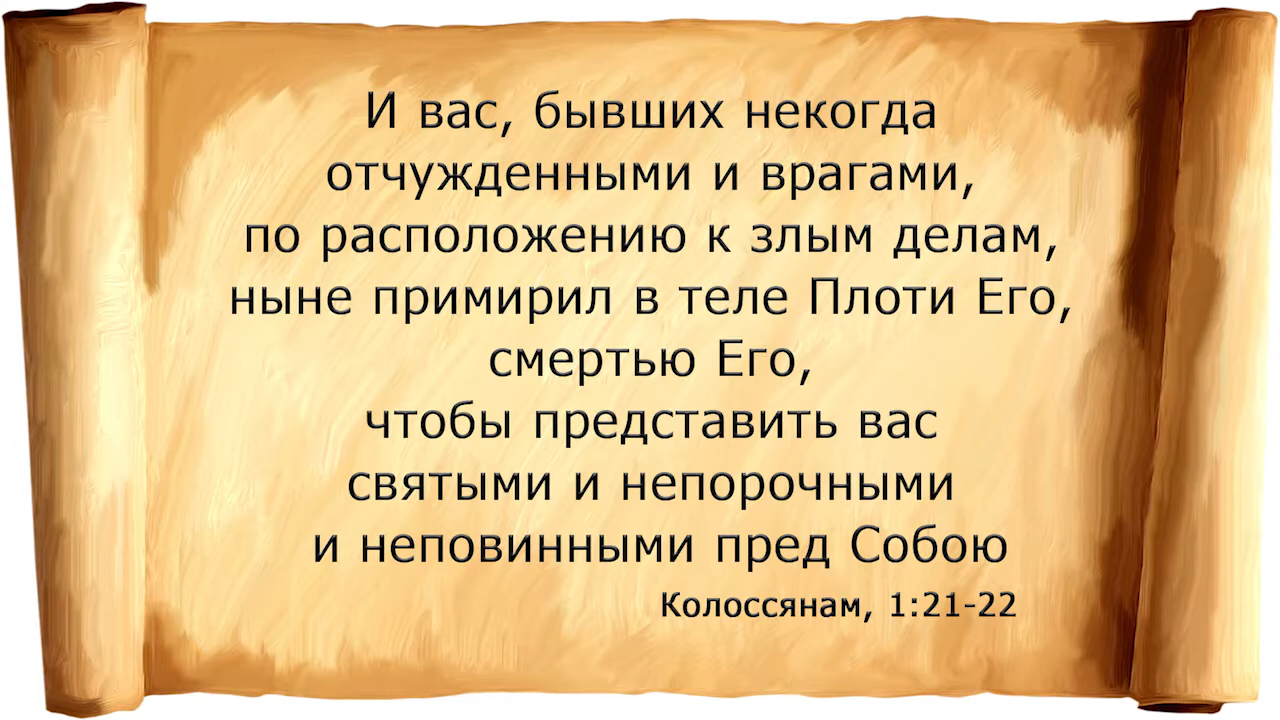 И вас, бывших некогда
отчужденными и врагами,
по расположению к злым делам,
ныне примирил в теле Плоти Его,
смертью Его,
чтобы представить вас
святыми и непорочными
и неповинными пред Собою
Колоссянам, 1:21-22